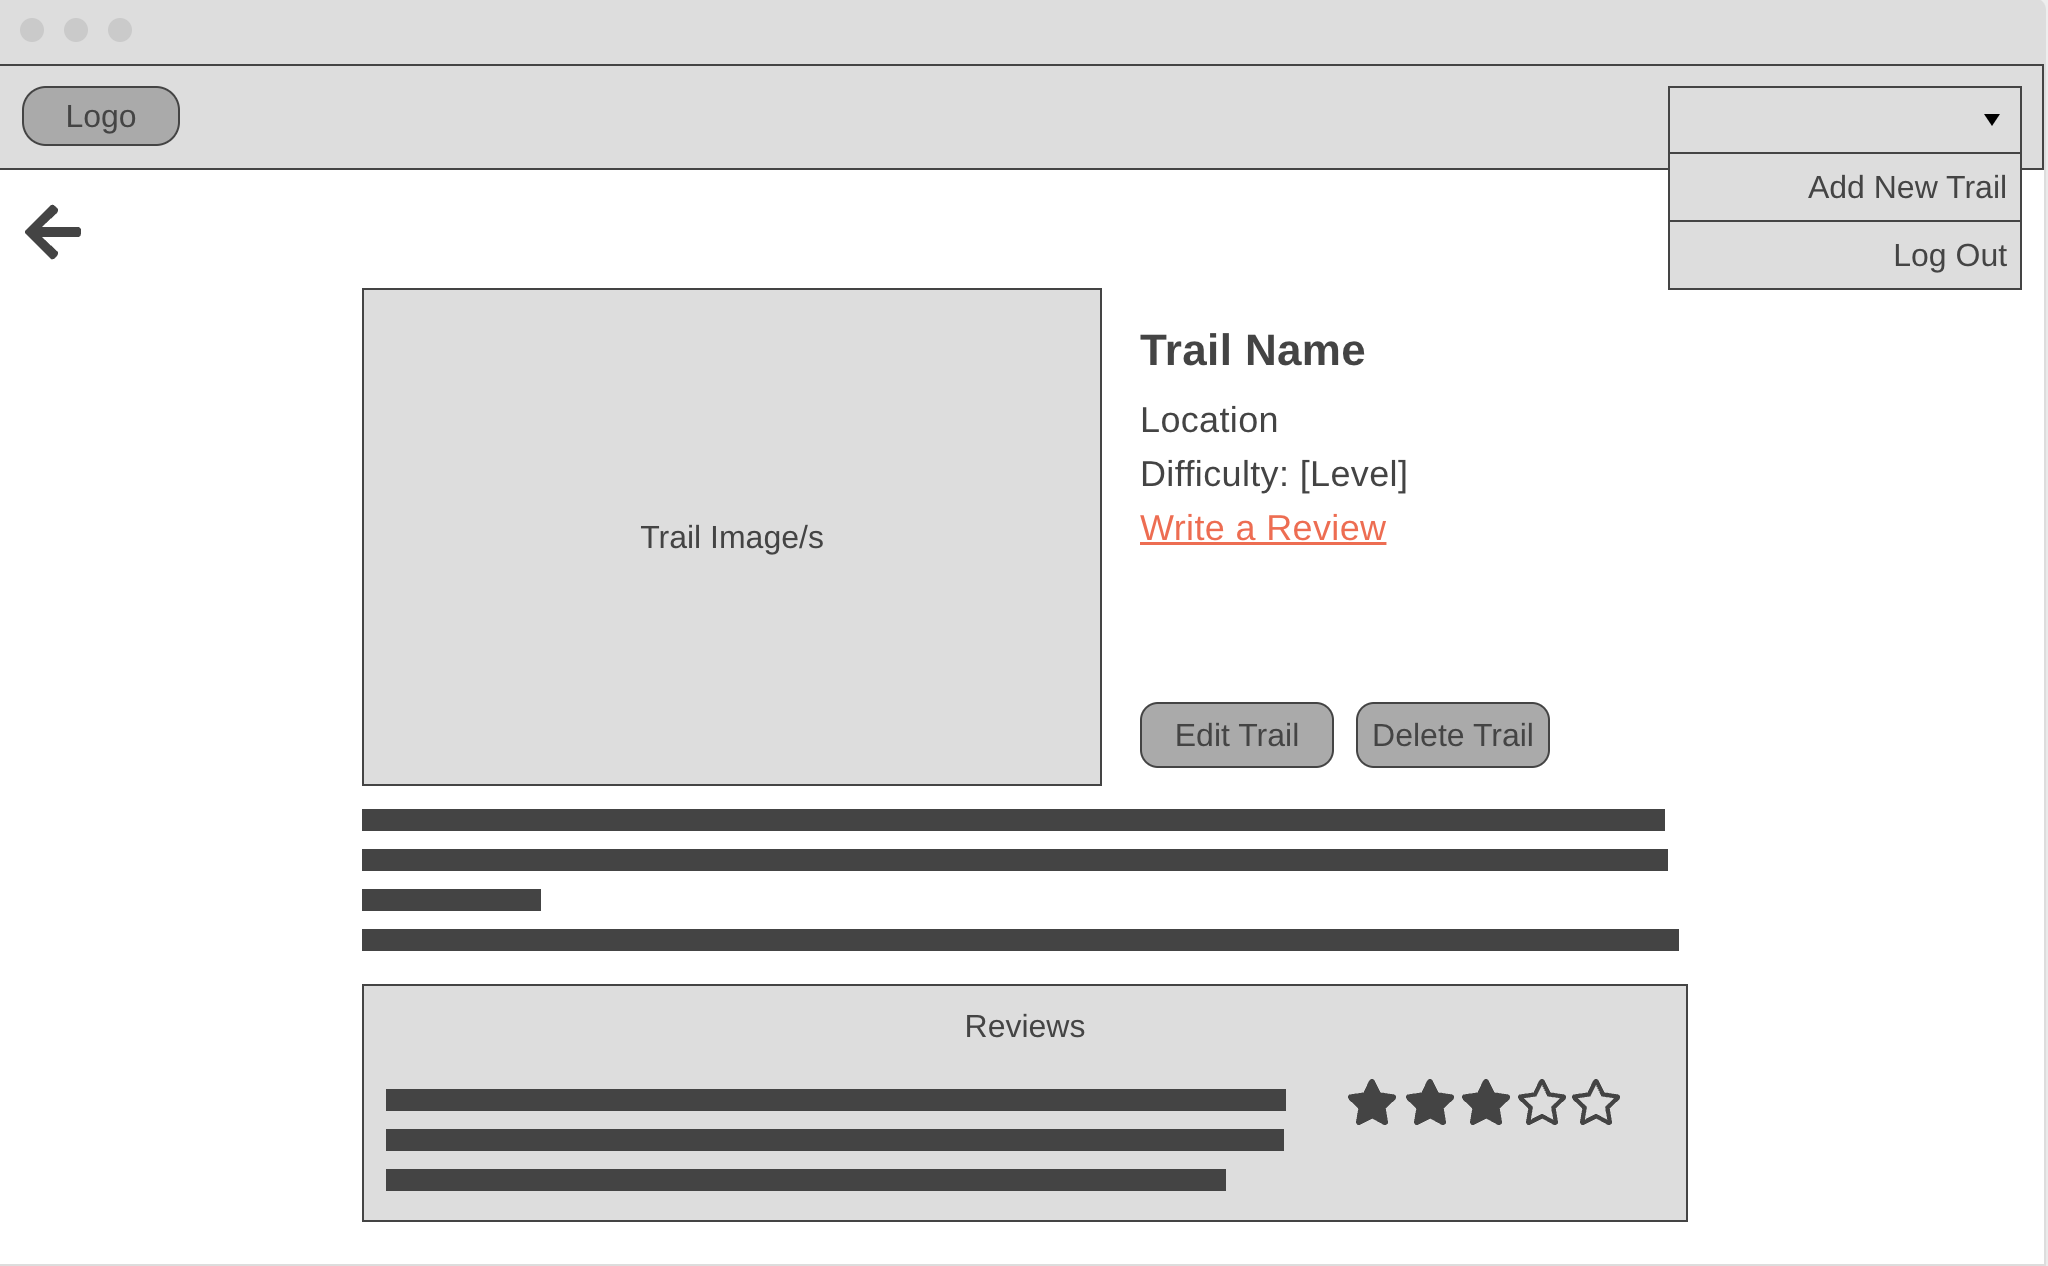 Logo
Add New Trail
Log Out
Trail Image/s
Trail Name
Location
Difficulty: [Level]
Write a Review
Edit Trail
Delete Trail
Reviews